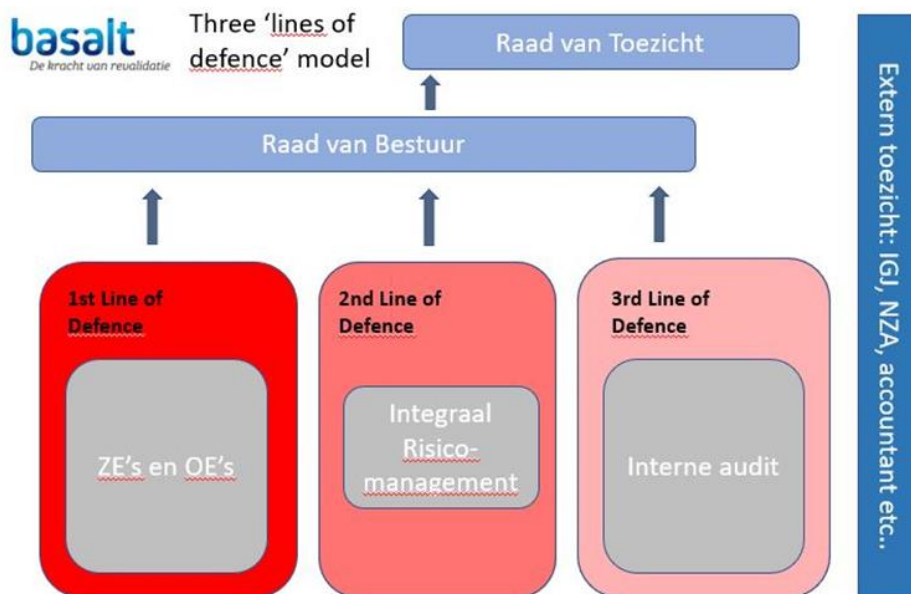 basalt
De kracht van revalidatie
Three ‘lines of
defence’ model
Raad van Toezicht
Raad van Bestuur
1st Line of
Defence
ZE’s en OE’s
2nd Line of
Defence
Integraal
Risico-
management
3rd Line of
Defence
Interne audit
Extern toezicht: IGJ, NZA, accountant etc..